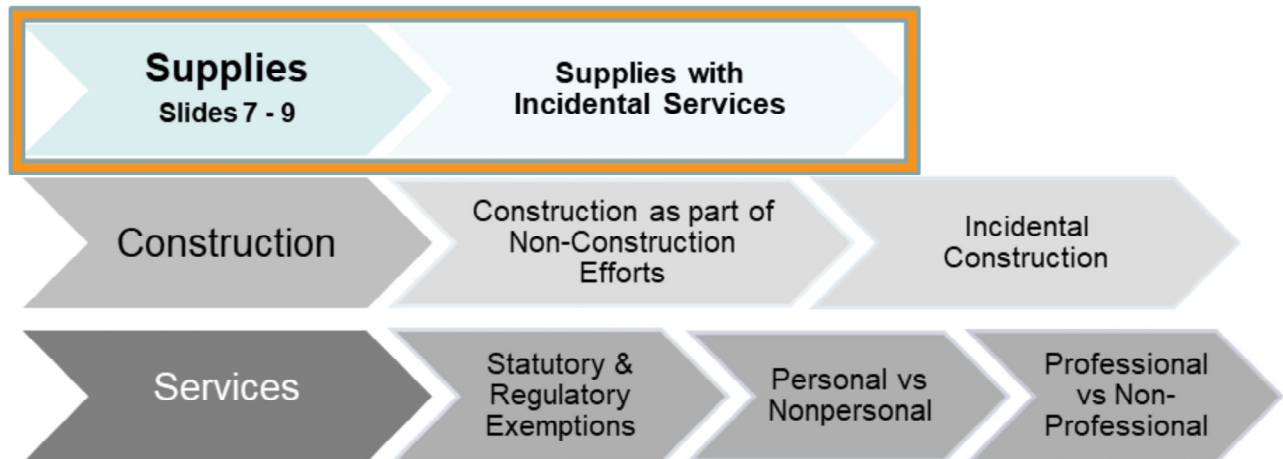 Supplies
Slides 7 - 9
Supplies with
Incidental Services
Construction
Construction as part of
Non-Construction
Efforts
Incidental
Construction
Services
Statutory &
Regulatory
Exemptions
Personal vs
Nonpersonal
Professional
vs Non-
Professional